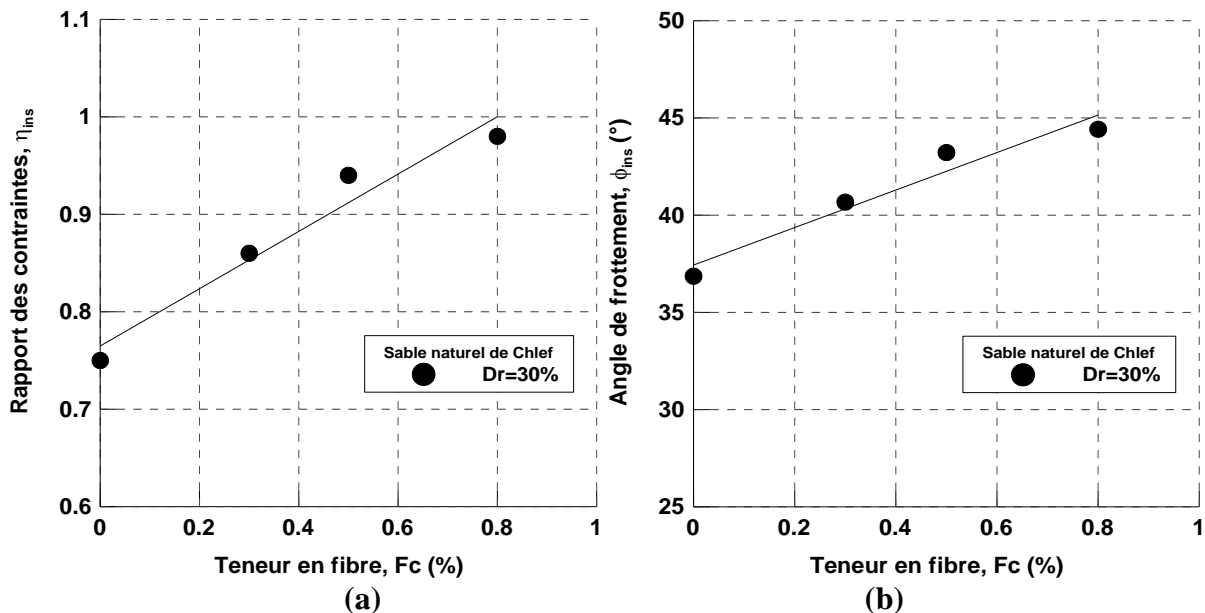 1.1
1
0.9
0.8
0.7
0.6
Rapport des contraintes, ηins
0 0.2 0.4 0.6 0.8 1
Teneur en fibre, Fc (%)
Sable naturel de Chlef
Dr=30%
(a)
50
45
40
35
30
25
Angle de frottement, ϕins (°)
0 0.2 0.4 0.6 0.8 1
Teneur en fibre, Fc (%)
Sable naturel de Chlef
Dr=30%
(b)